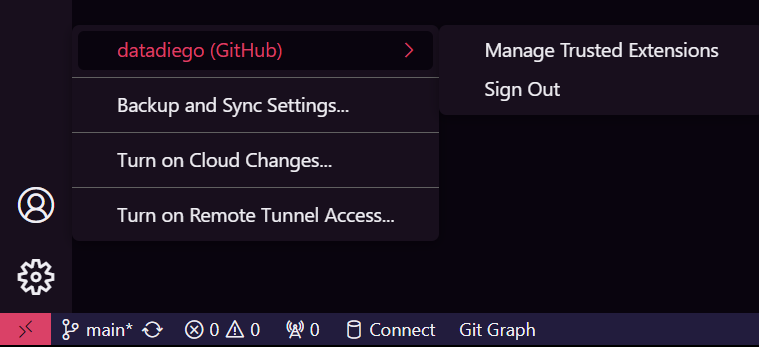 datadiego (GitHub)
Manage Trusted Extensions
Sign Out
Backup and Sync Settings...
Turn on Cloud Changes...
Turn on Remote Tunnel Access...
main* 0 0 0 Connect Git Graph